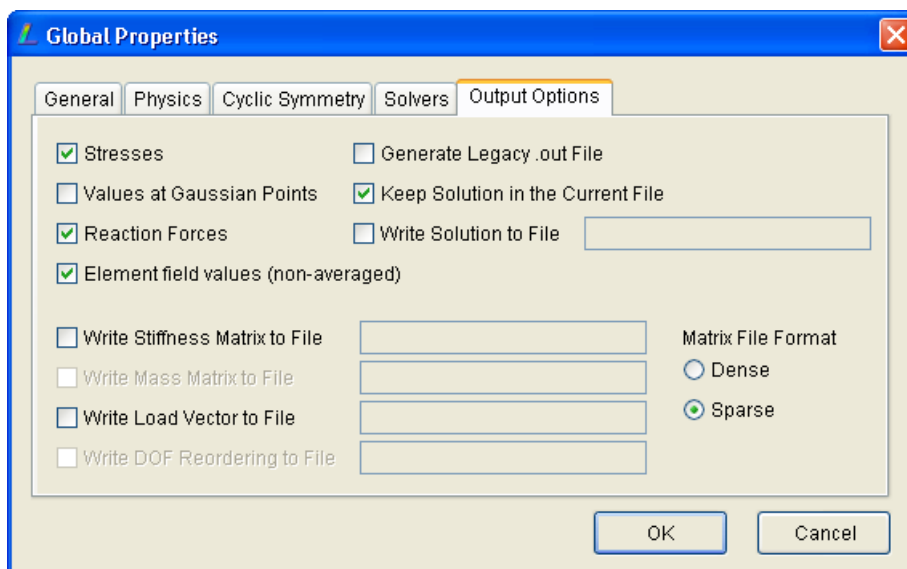 Global Properties
General Physics Cyclic Symmetry Solvers Output Options
Stresses Generate Legacy .out File
Values at Gaussian Points Keep Solution in the Current File
Reaction Forces Write Solution to File
Element field values (non-averaged)
Write Stiffness Matrix to File Matrix File Format
Write Mass Matrix to File Dense
Write Load Vector to File Sparse
Write DOF Reordering to File
OK Cancel